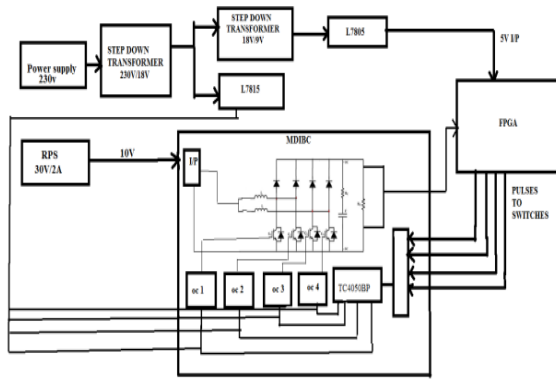 STEP DOWN
TRANSFORMER
18V/9V
L7805
5V I/P
STEP DOWN
TRANSFORMER
230V/18V
Power supply
230v
L7815
FPGA
MDIBC
RPS
30V/2A
10V
I/P
PULSES
TO
SWITCHES
oc 1
oc 2
oc 3
oc 4
TC4050BP